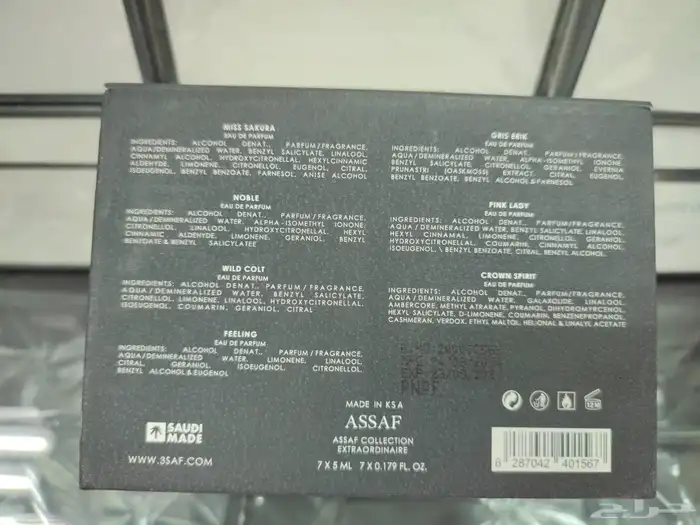 MISS SAKURA
EAU DE PARFUM
INGREDIENTS: ALCOHOL DENAT., PARFUM/FRAGRANCE,
AQUA/DEMINERALIZED WATER, BENZYL SALICYLATE, LINALOOL,
CINNAMYL ALCOHOL, HYDROXYCITRONELLAL, HEXYLCINNAMIC
ALDEHYDE, LIMONENE, CITRONELLOL, EUGENOL, CITRAL,
ISOEUGENOL, BENZYL BENZOATE, FARNESOL, ANISE ALCOHOL
NOBLE
EAU DE PARFUM
INGREDIENTS: ALCOHOL DENAT.. PARFUM/FRAGRANCE,
AQUA/DEMINERALIZED WATER, ALPHA-ISOMETHYL IONONE,
CITRONELLOL, LINALOOL, HYDROXYCITRONELLAL, HEXYL
CINNAMIC ALDEHYDE, LIMONENE, GERANIOL, BENZYL
BENZOATE & BENZYL SALICYLATEE
WILD COLT
EAU DE PARFUM
INGREDIENTS: ALCOHOL DENAT.. PARFUM/FRAGRANCE,
AQUA/DEMINERALIZED WATER, BENZYL SALICYLATE,
CITRONELLOL, LIMONENE, LINALOOL, HYDROXYCITRONELLAL,
ISOEUGENOL, COUMARIN, GERANIOL, CITRAL
FEELING
EAU DE PARFUM
INGREDIENTS: ALCOHOL DENAT.. PARFUM/FRAGRANCE,
AQUA/DEMINERALIZED WATER, LIMONENE, LINALOOL,
CITRAL, GERANIOL, ISOEUGENOL, CITRONELLOL,
BENZYL ALCOHOL & EUGENOL
GRIS ERIK
EAU DE PARFUM
INGREDIENTS: ALCOHOL DENAT., PARFUM/FRAGRANCE,
AQUA/DEMINERALIZED WATER, ALPHA-ISOMETHYL IONONE,
BENZYL SALICYLATE, CITRONELLOL, GERANIOL, EVERNIA
PRUNASTRI (OASKMOSS) EXTRACT, CITRAL, EUGENOL,
BENZYL BENZOATE, BENZYL ALCOHOL & FARNESOL
PINK LADY
EAU DE PARFUM
INGREDIENTS: ALCOHOL DENAT., PARFUM/FRAGRANCE,
AQUA/DEMINERALIZED WATER, BENZYL SALICYLATE, LINALOOL,
HEXYL CINNAMAL, LIMONENE, CITRONELLOL, GERANIOL,
HYDROXYCITRONELLAL, COUMARIN, CINNAMYL ALCOHOL,
ISOEUGENOL, \ BENZYL BENZOATE, CITRAL, BENZYL ALCOHOL
CROWN SPIRIT
EAU DE PARFUM
INGREDIENTS: ALCOHOL DENAT., PARFUM/FRAGRANCE,
AQUA/DEMINERALIZED WATER, GALAXOLIDE, LINALOOL,
AMBERCORE, METHYL ATRARATE, PYRANOL, DIHYDROMYRCENOL,
HEXYL SALICYLATE, D-LIMONENE, COUMARIN, BENZENEPROPANOL,
CASHMERAN, VERDOX, ETHYL MALTOL, HELIONAL & LINALYL ACETATE
12M
SAUDI
MADE
WWW.3SAF.COM
MADE IN KSA
ASSAF
ASSAF COLLECTION
EXTRAORDINAIRE
7 X 5 ML 7 X 0.179 FL. OZ.
6 287042 401567
حراج